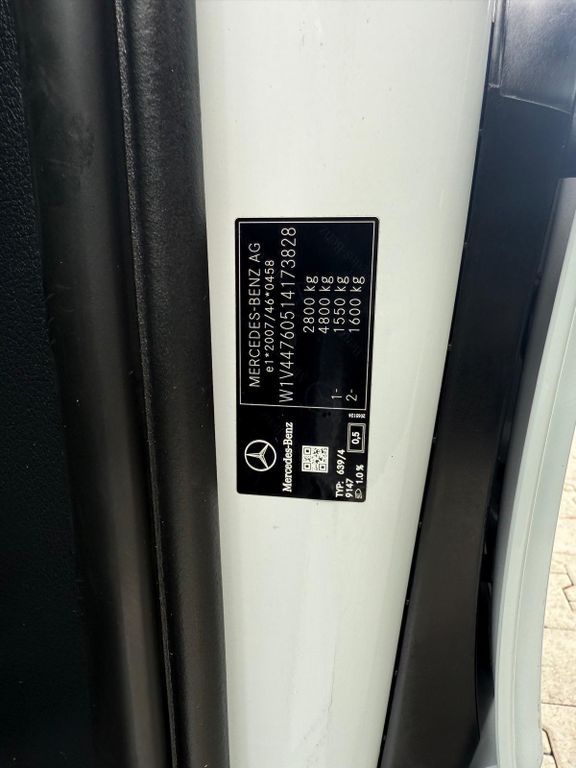 MERCEDES-BENZ AG
e1*2007/46*0458
W1V44760514173828
2800 kg
4800 kg
1- 1550 kg
2- 1600 kg
Mercedes-Benz
TYP: 639/4
9147
1.0 %
0,5